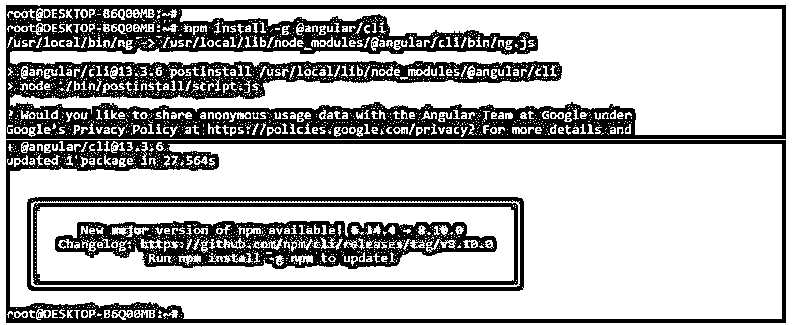 root@DESKTOP-B6Q00MB:~#
root@DESKTOP-B6Q00MB:~# npm install -g @angular/cli
/usr/local/bin/ng -> /usr/local/lib/node_modules/@angular/cli/bin/ng.js
> @angular/cli@13.3.6 postinstall /usr/local/lib/node_modules/@angular/cli
> node ./bin/postinstall/script.js
? Would you like to share anonymous usage data with the Angular Team at Google under
Google's Privacy Policy at https://policies.google.com/privacy? For more details and
+ @angular/cli@13.3.6
updated 1 package in 27.564s
New major version of npm available! 6.14.4 → 8.10.0
Changelog: https://github.com/npm/cli/releases/tag/v8.10.0
Run npm install -g npm to update!
root@DESKTOP-B6Q00MB:~#